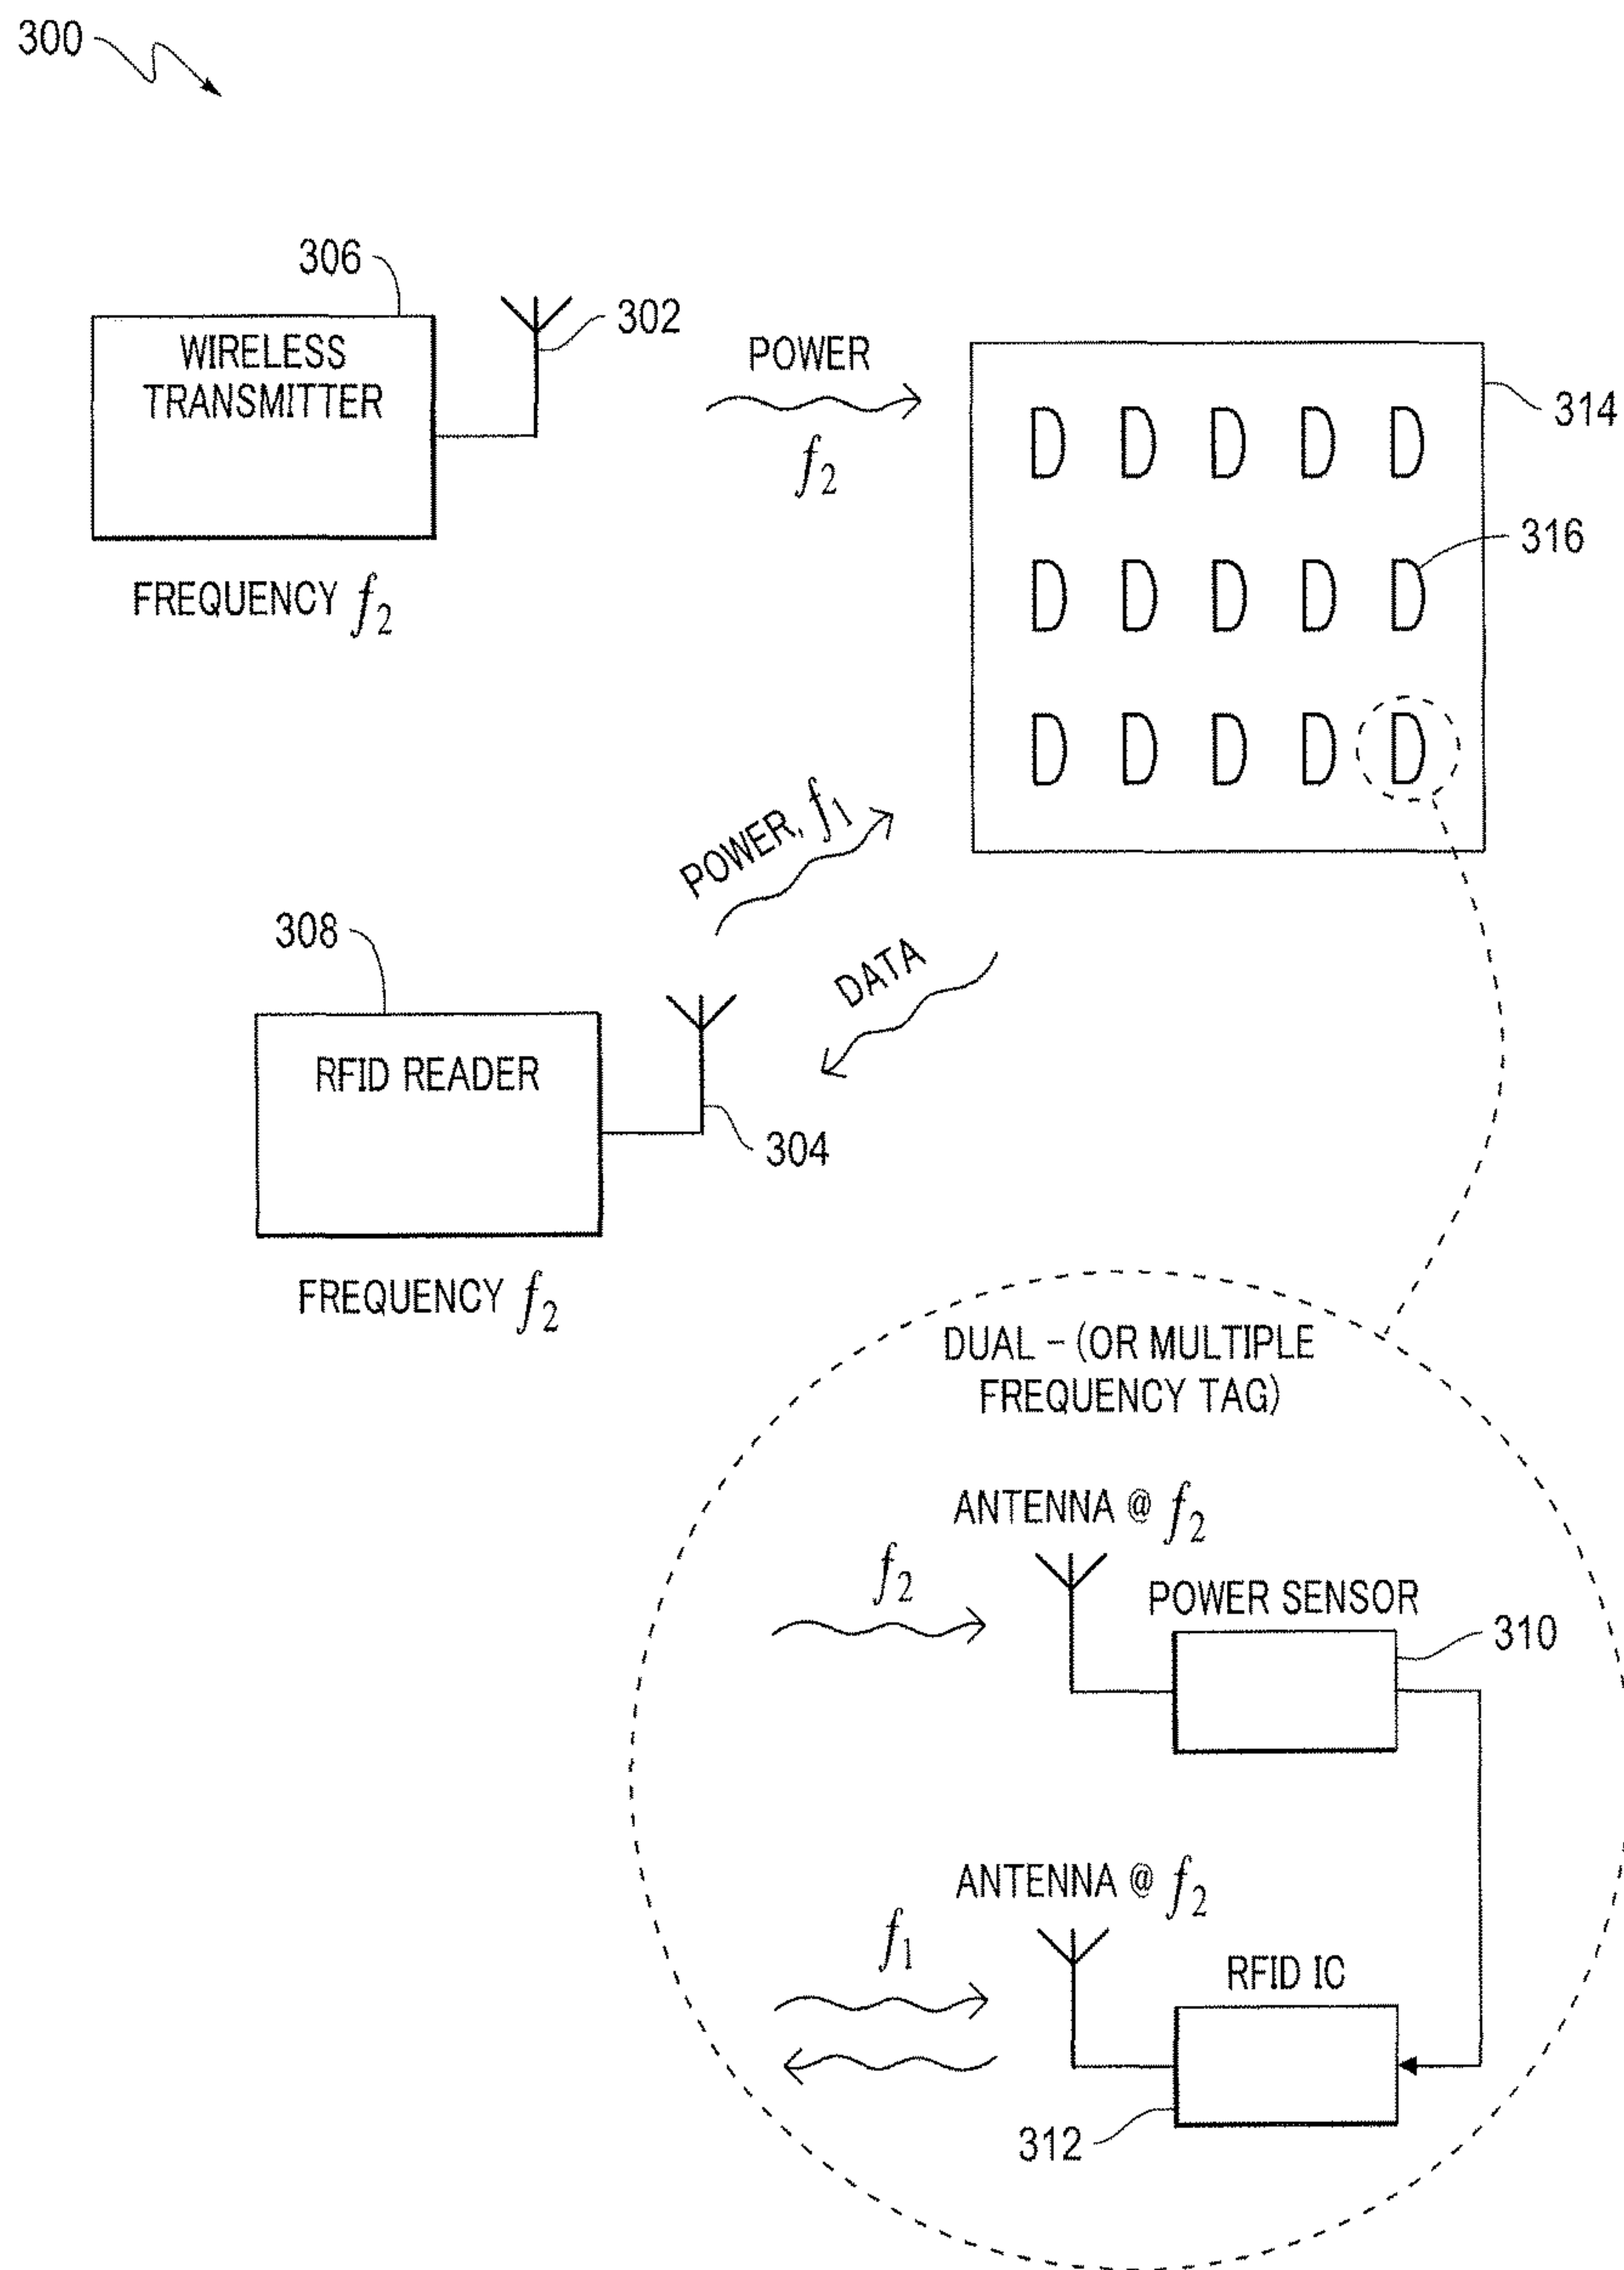 300
306
302
WIRELESS
TRANSMITTER
FREQUENCY f2
POWER
f2
314
D D D D D
316
D D D D D
D D D D D
POWER, f1
DATA
308
RFID READER
304
FREQUENCY f2
DUAL - (OR MULTIPLE
FREQUENCY TAG)
ANTENNA @ f2
f2
POWER SENSOR
310
ANTENNA @ f2
f1
RFID IC
312